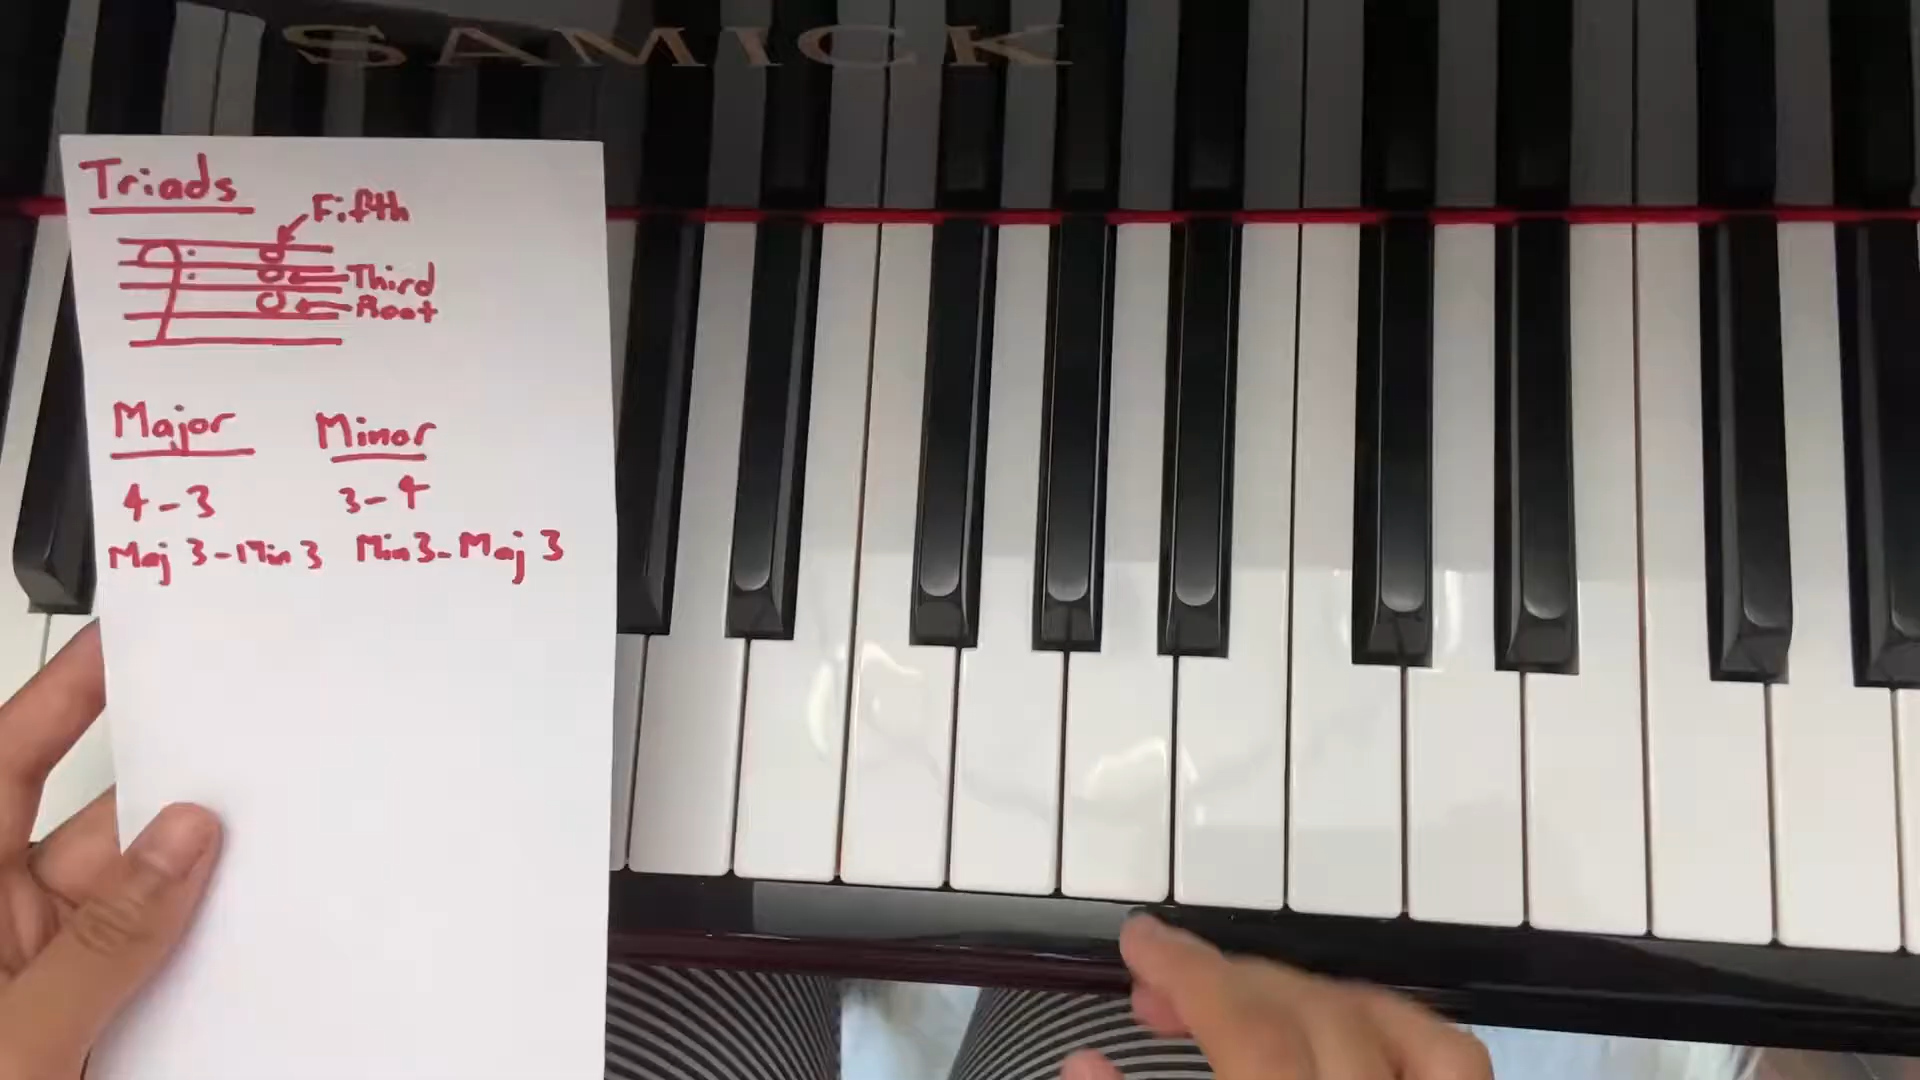 SAMICK
Triads
Fifth
Third
Root
Major Minor
4-3 3-4
Maj 3-Min 3 Min 3-Maj 3